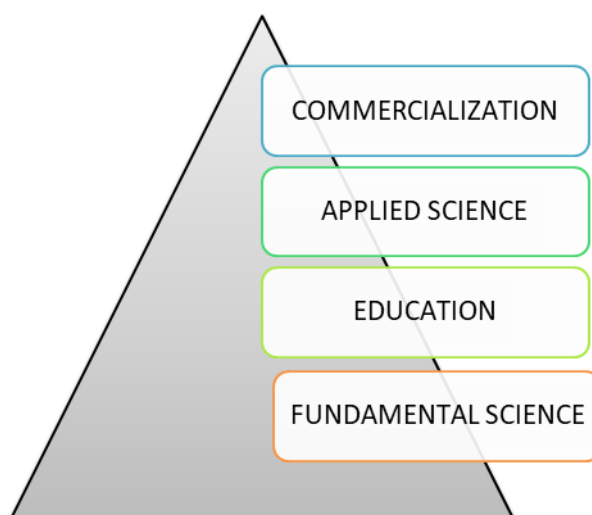 COMMERCIALIZATION
APPLIED SCIENCE
EDUCATION
FUNDAMENTAL SCIENCE